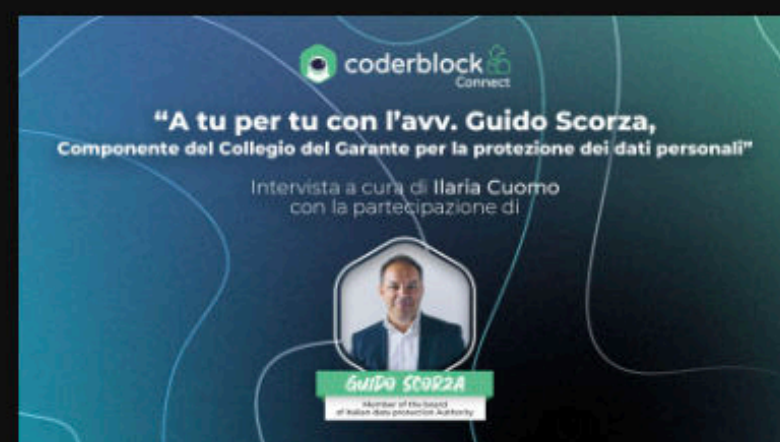 coderblock
Connect
“A tu per tu con l’avv. Guido Scorza,
Componente del Collegio del Garante per la protezione dei dati personali”
Intervista a cura di Ilaria Cuomo
con la partecipazione di
GUIDO SCORZA
Member of the board
of Italian data protection Authority